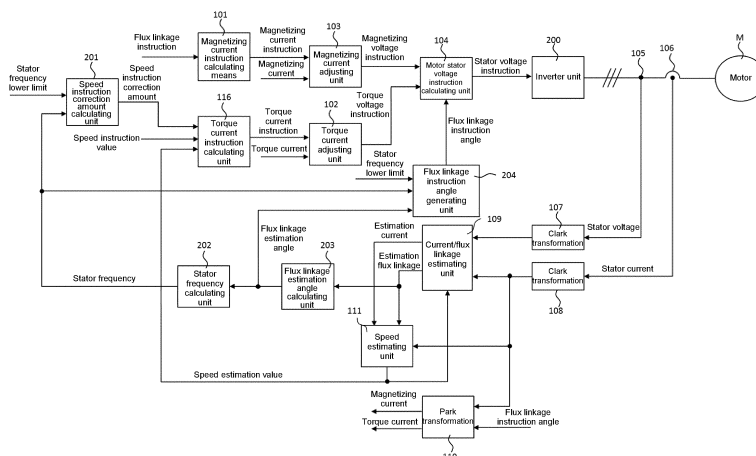 101
Flux linkage
instruction
Magnetizing
current
instruction
calculating
means
Magnetizing
current instruction
Magnetizing
current
103
Magnetizing
current
adjusting
unit
Magnetizing
voltage
instruction
104
Motor stator
voltage
instruction
calculating unit
Stator voltage
instruction
200
Inverter unit
105
106
M
Motor
201
Stator
frequency
lower limit
Speed
instruction
correction
amount
calculating
unit
Speed
instruction
correction
amount
116
Speed instruction
value
Torque
current
instruction
calculating
unit
Torque current
instruction
Torque current
102
Torque
current
adjusting
unit
Torque
voltage
instruction
Stator
frequency
lower limit
Flux linkage
instruction
angle
Flux linkage
instruction
angle
generating
unit
204
109
107
Clark
transformation
Stator voltage
Estimation
current
Estimation
flux linkage
Current/flux
linkage
estimating
unit
Clark
transformation
Stator current
108
Flux linkage
estimation
angle
202
Stator
frequency
calculating
unit
203
Flux linkage
estimation
angle
calculating
unit
Stator frequency
111
Speed
estimating
unit
Speed estimation value
Magnetizing
current
Torque current
Park
transformation
Flux linkage
instruction angle